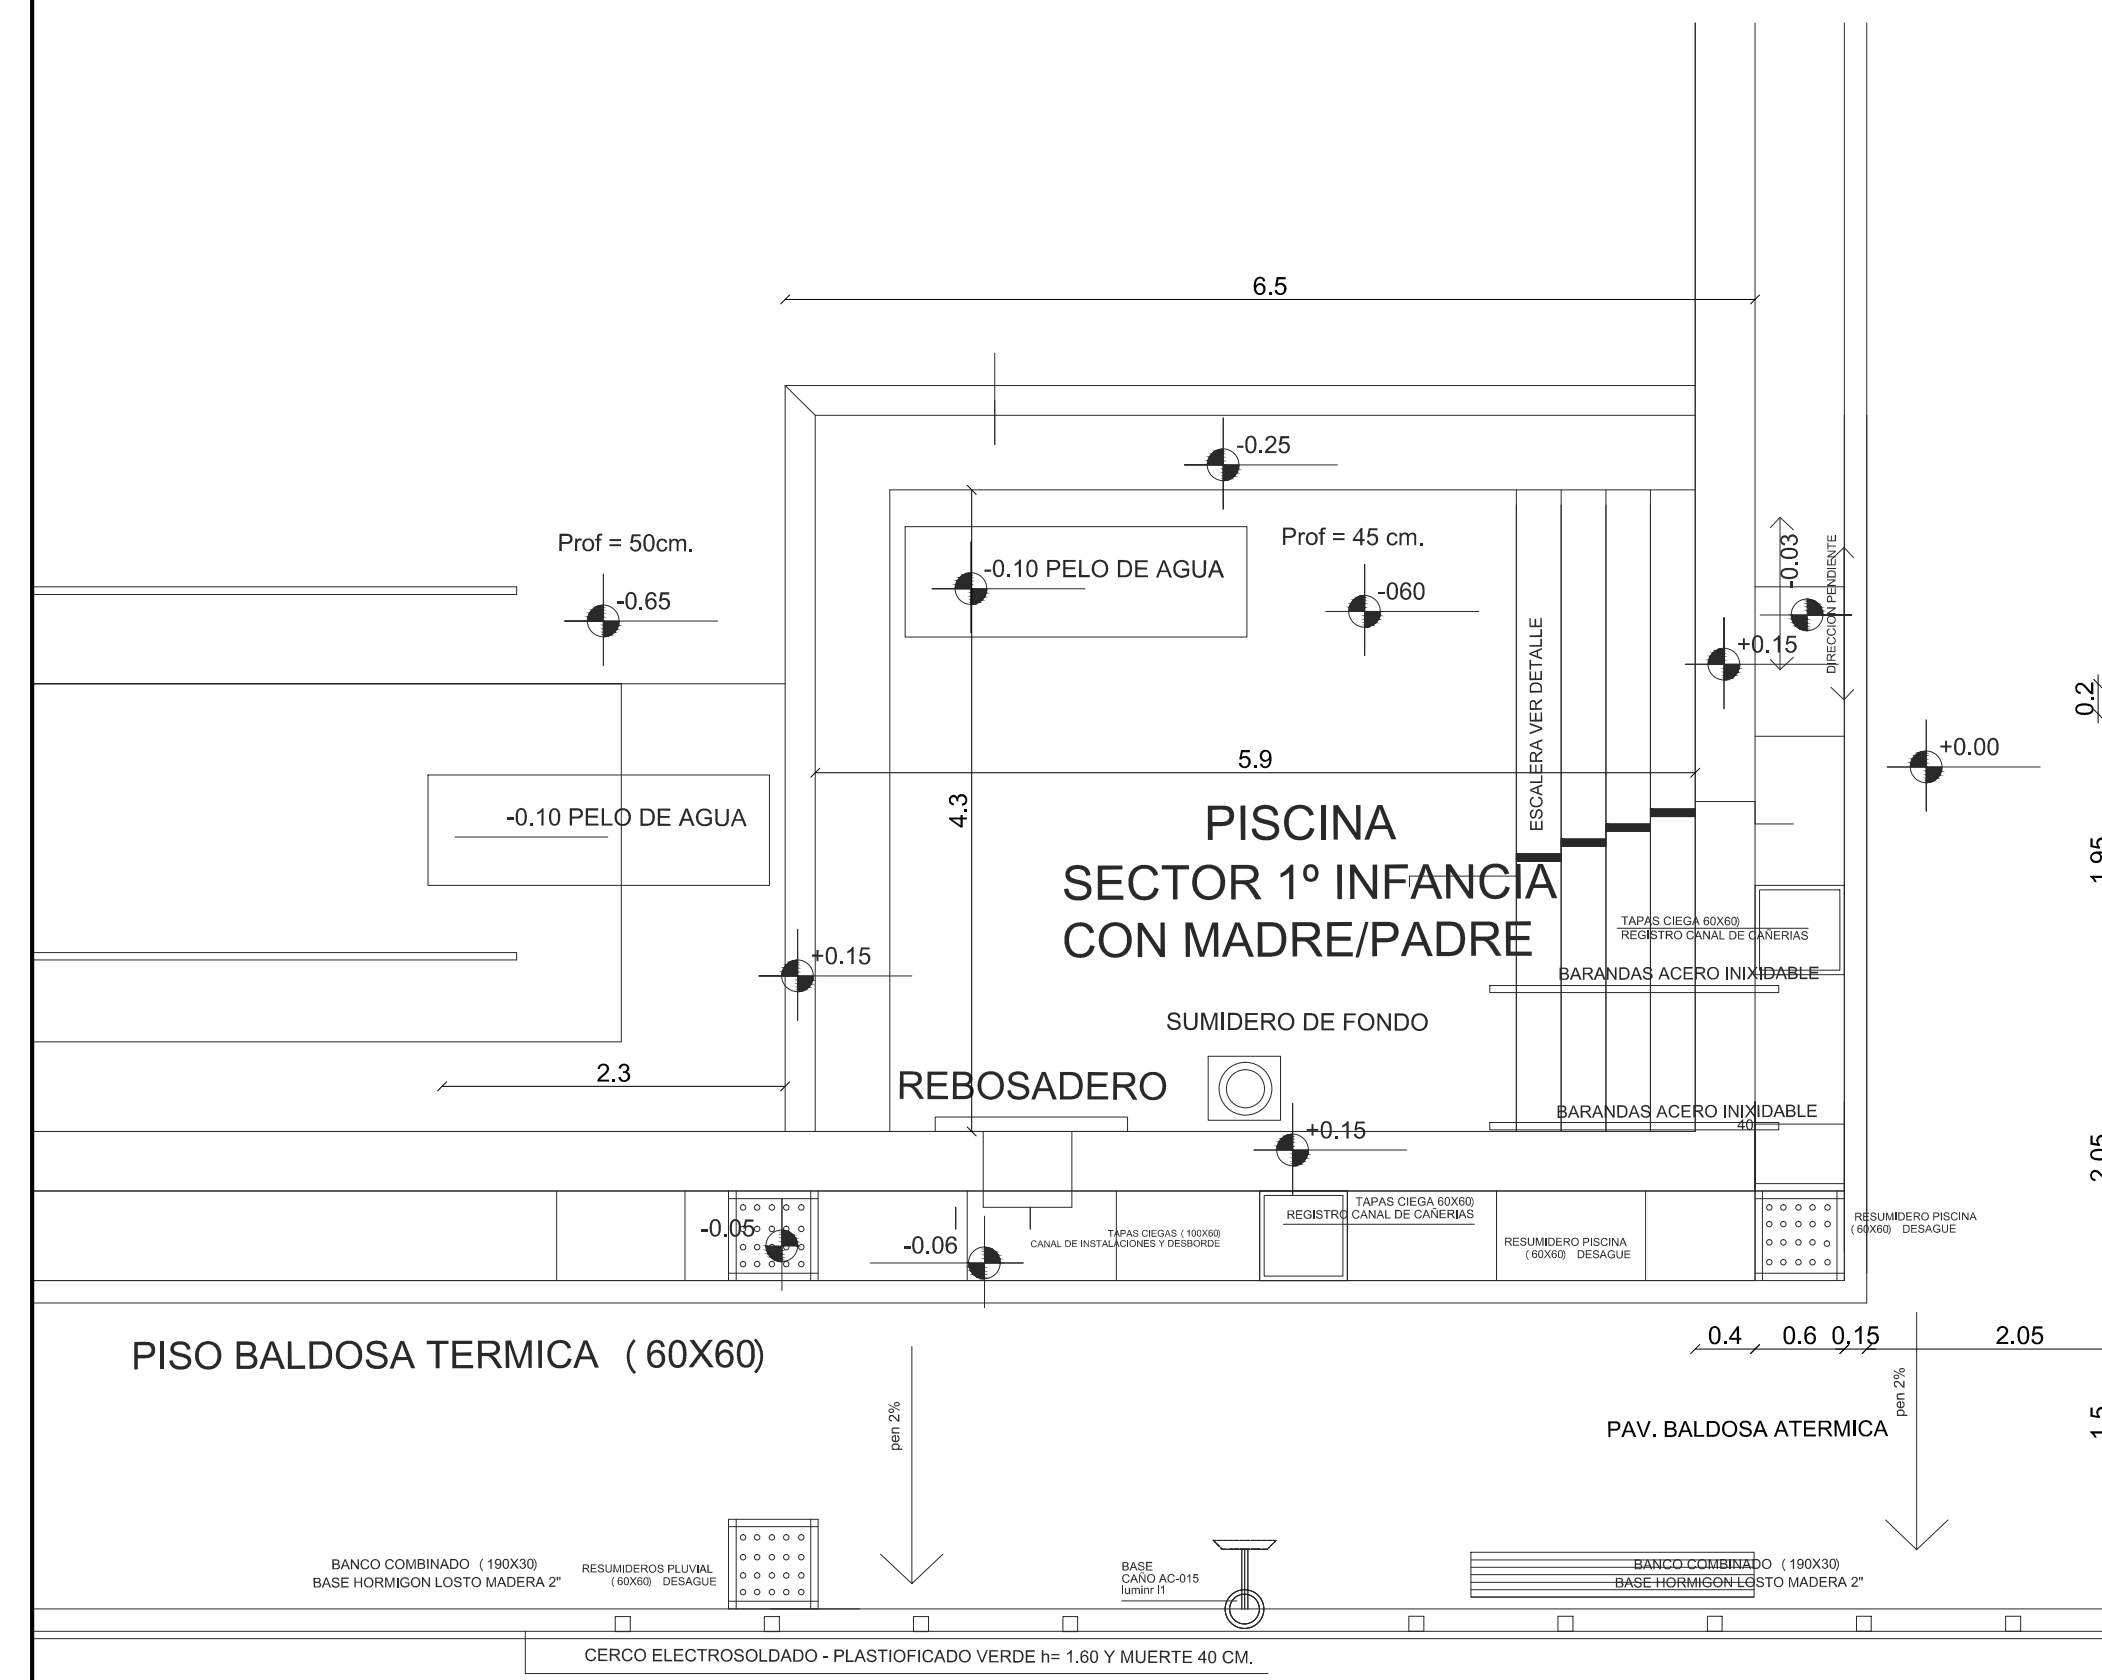 6.5
-0.25
Prof = 50cm.
-0.65
-0.10 PELO DE AGUA
Prof = 45 cm.
-060
-0.03
DIRECCION PENDIENTE
+0.15
ESCALERA VER DETALLE
0.2
+0.00
5.9
4.3
-0.10 PELO DE AGUA
PISCINA
SECTOR 1º INFANCIA
CON MADRE/PADRE
1.95
TAPAS CIEGA 60X60)
REGISTRO CANAL DE CAÑERIAS
+0.15
BARANDAS ACERO INIXIDABLE
SUMIDERO DE FONDO
2.3
REBOSADERO
BARANDAS ACERO INIXIDABLE
40
+0.15
2.05
-0.05
-0.06
TAPAS CIEGAS ( 100X60)
CANAL DE INSTALACIONES Y DESBORDE
TAPAS CIEGA 60X60)
REGISTRO CANAL DE CAÑERIAS
RESUMIDERO PISCINA
( 60X60) DESAGUE
RESUMIDERO PISCINA
( 60X60) DESAGUE
PISO BALDOSA TERMICA ( 60X60)
0.4 0.6 0,15 2.05
pen 2%
pen 2%
PAV. BALDOSA ATERMICA
1.5
BANCO COMBINADO ( 190X30)
BASE HORMIGON LOSTO MADERA 2"
RESUMIDEROS PLUVIAL
( 60X60) DESAGUE
BASE
CAÑO AC-015
luminr l1
BANCO COMBINADO ( 190X30)
BASE HORMIGON LOSTO MADERA 2"
CERCO ELECTROSOLDADO - PLASTIOFICADO VERDE h= 1.60 Y MUERTE 40 CM.